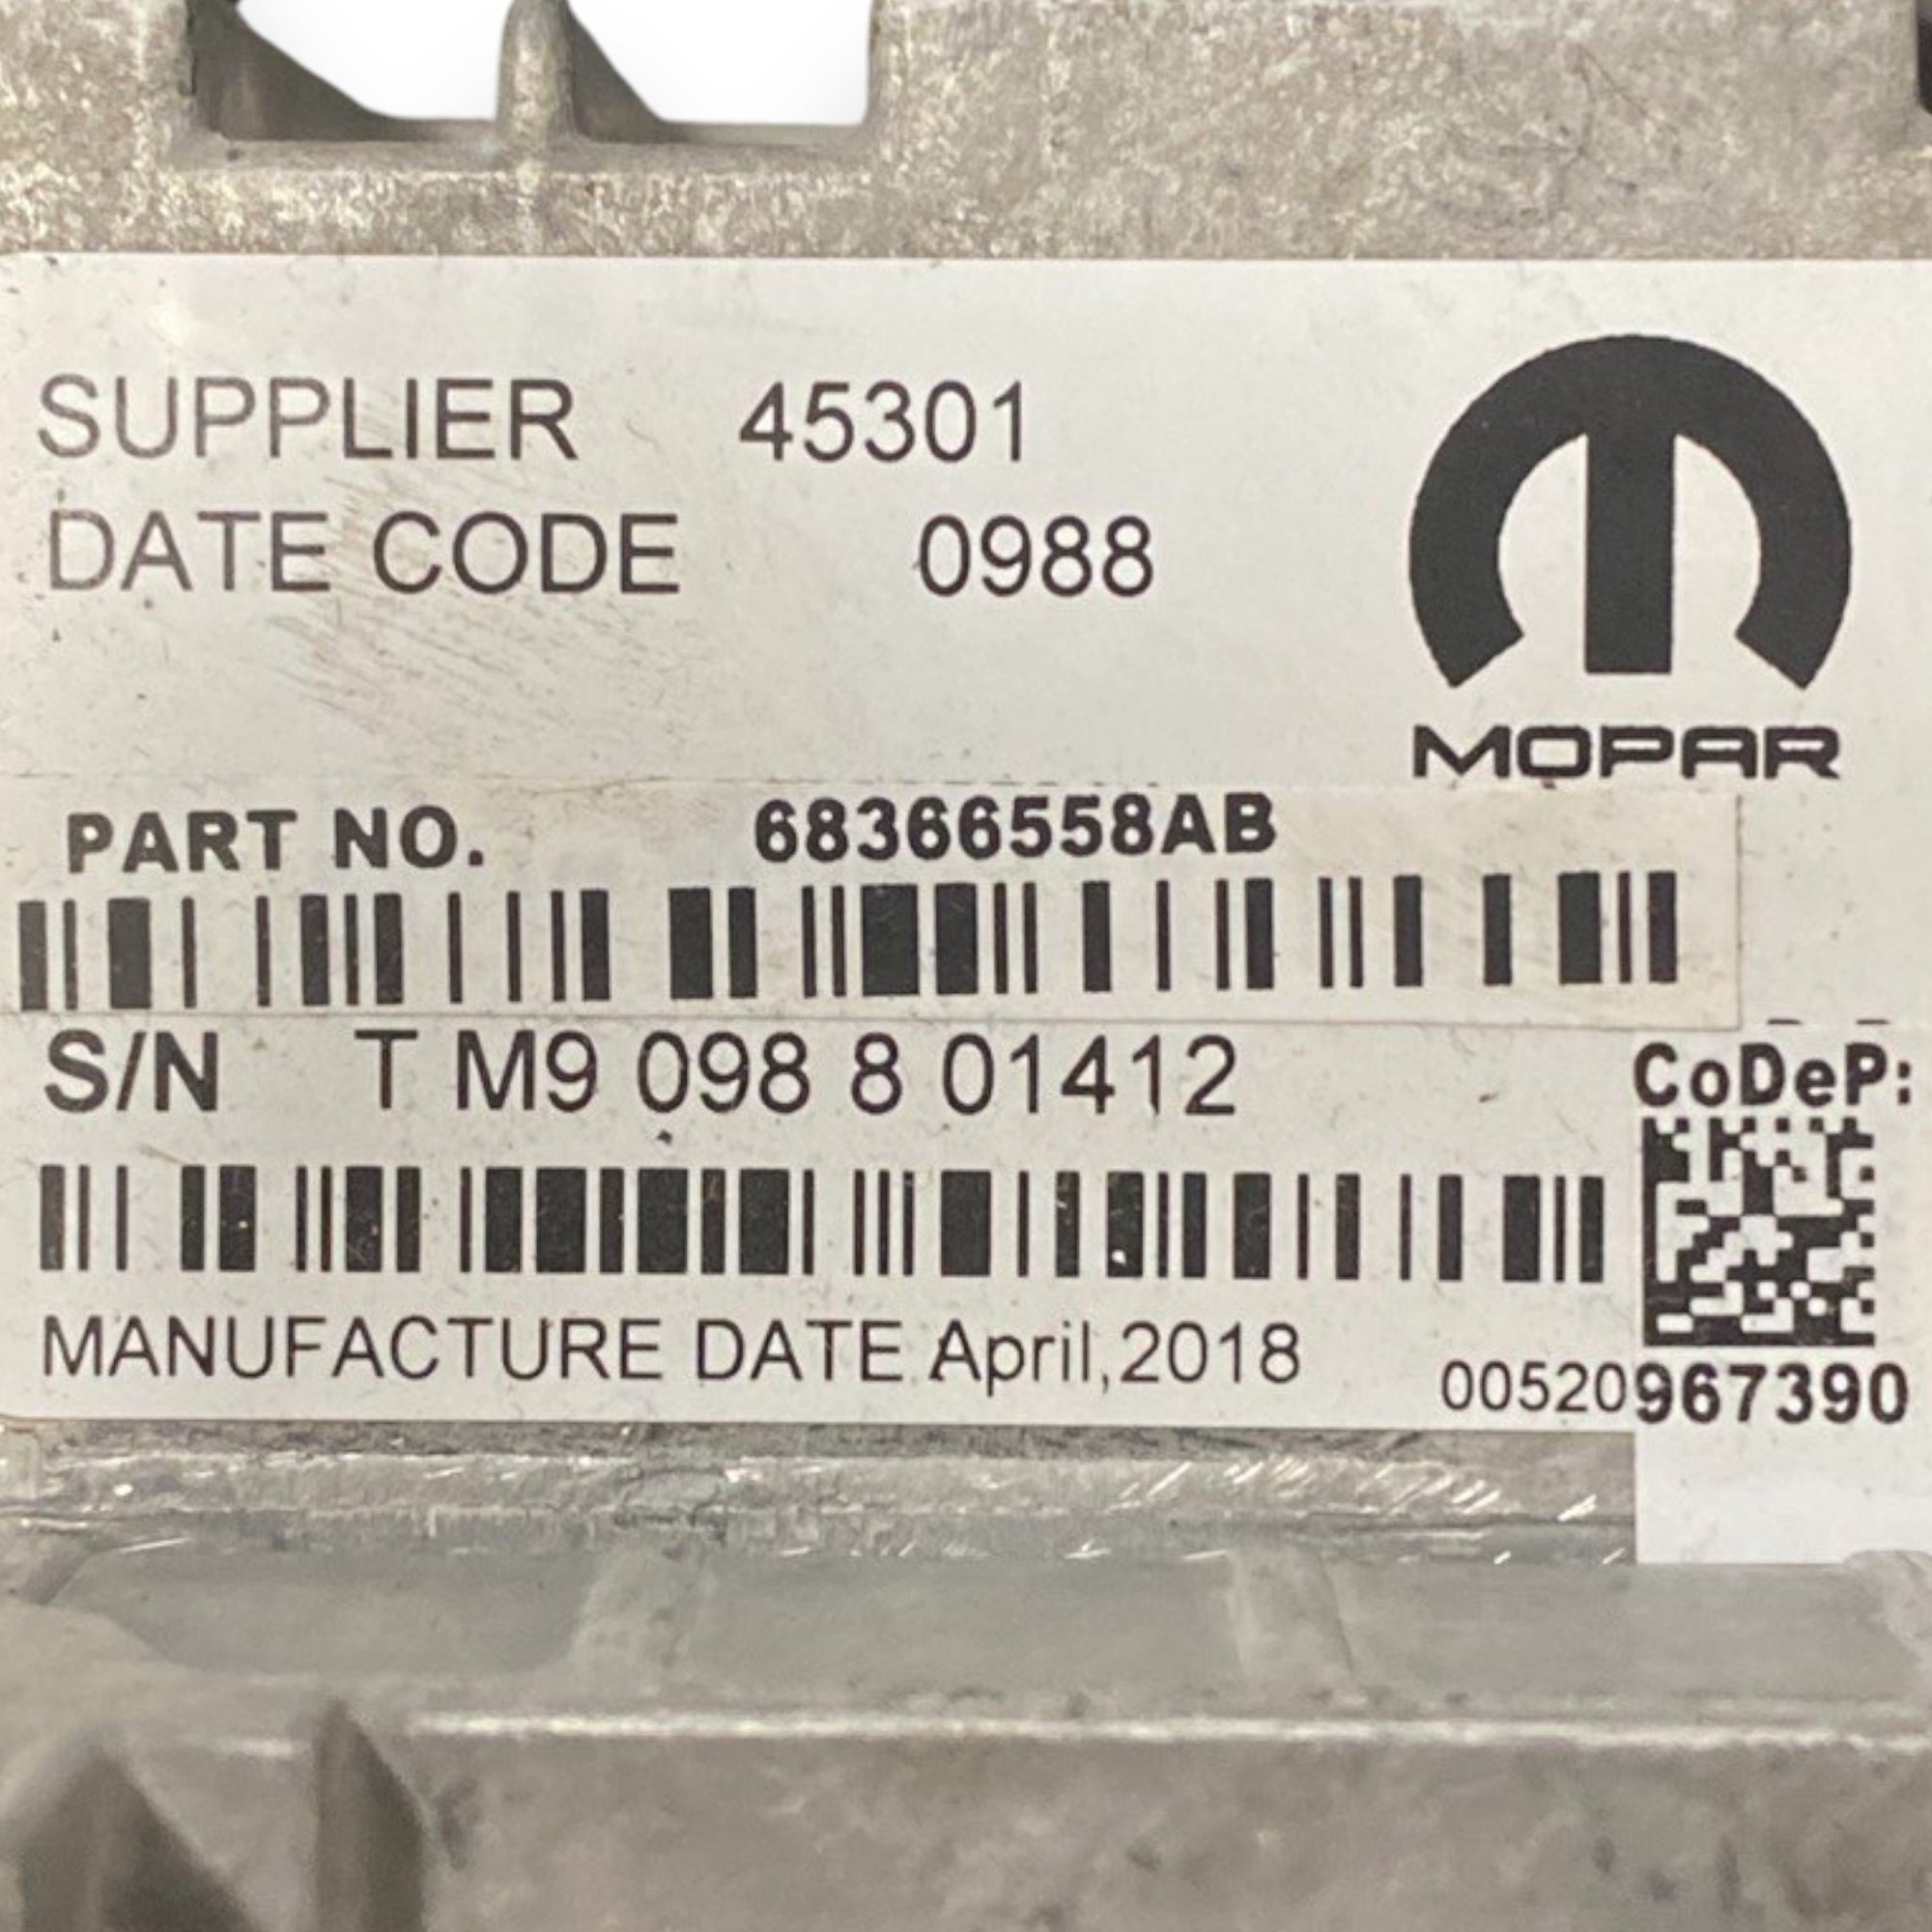 SUPPLIER 45301
DATE CODE 0988
MOPAR
PART NO. 68366558AB
S/N T M9 098 8 01412
CoDeP:
MANUFACTURE DATE April,2018
00520967390